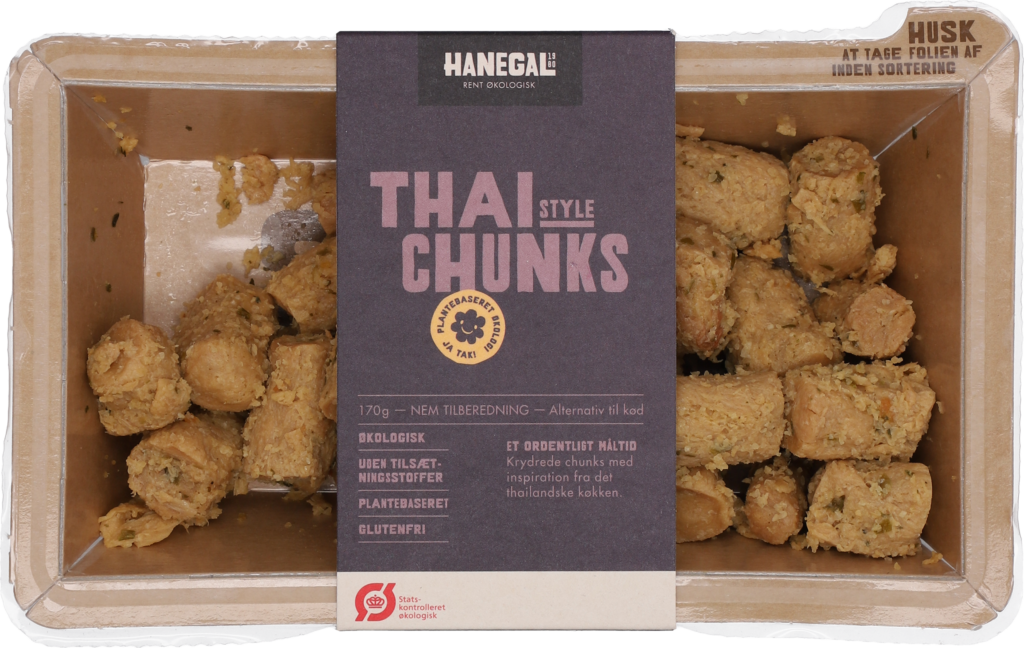 HUSK
AT TAGE FOLIEN AF
INDEN SORTERING
HANEGAL 1980
RENT ØKOLOGISK
THAI STYLE
CHUNKS
PLANTEBASERET ØKOLOGI
JA TAK!
170g — NEM TILBEREDNING — Alternativ til kød
ØKOLOGISK
UDEN TILSÆT-
NINGSSTOFFER
PLANTEBASERET
GLUTENFRI
ET ORDENTLIGT MÅLTID
Krydrede chunks med
inspiration fra det
thailandske køkken.
Ø
Stats-
kontrolleret
økologisk